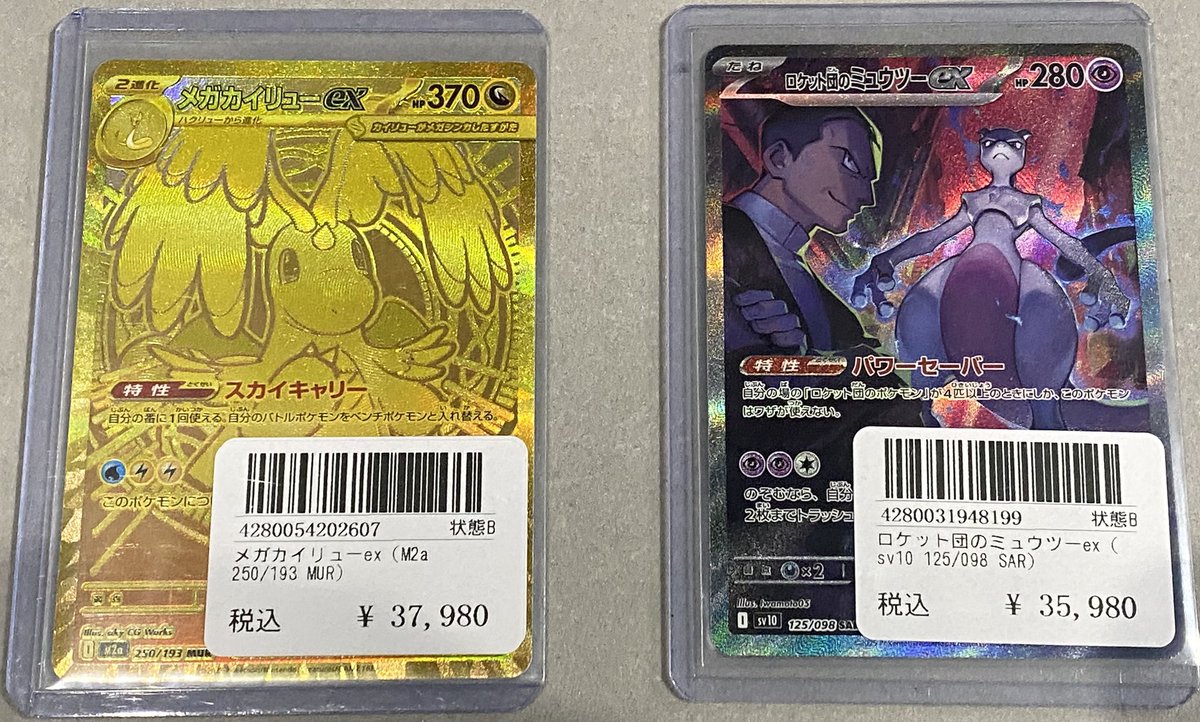 2進化
メガカイリューex HP370
ハクリューから進化
カイリューがメガシンカしたすがた
特性 スカイキャリー
自分の番に1回使える。自分のバトルポケモンをベンチポケモンと入れ替える。
このポケモンにつ
4280054202607 状態B
メガカイリューex (M2a
250/193 MUR)
税込 ¥ 37,980
Illus. aky CG Works
M2a 250/193 MUR
たね
ロケット団のミュウツーex HP280
特性 パワーセーバー
自分の場の「ロケット団のポケモン」が4匹以上のときにしか、このポケモン
はワザが使えない。
のぞむなら、自分
2枚までトラッシュ
4280031948199 状態B
ロケット団のミュウツーex (
sv10 125/098 SAR)
税込 ¥ 35,980
×2
Illus. Iwamoto05
sv10 125/098 SAR